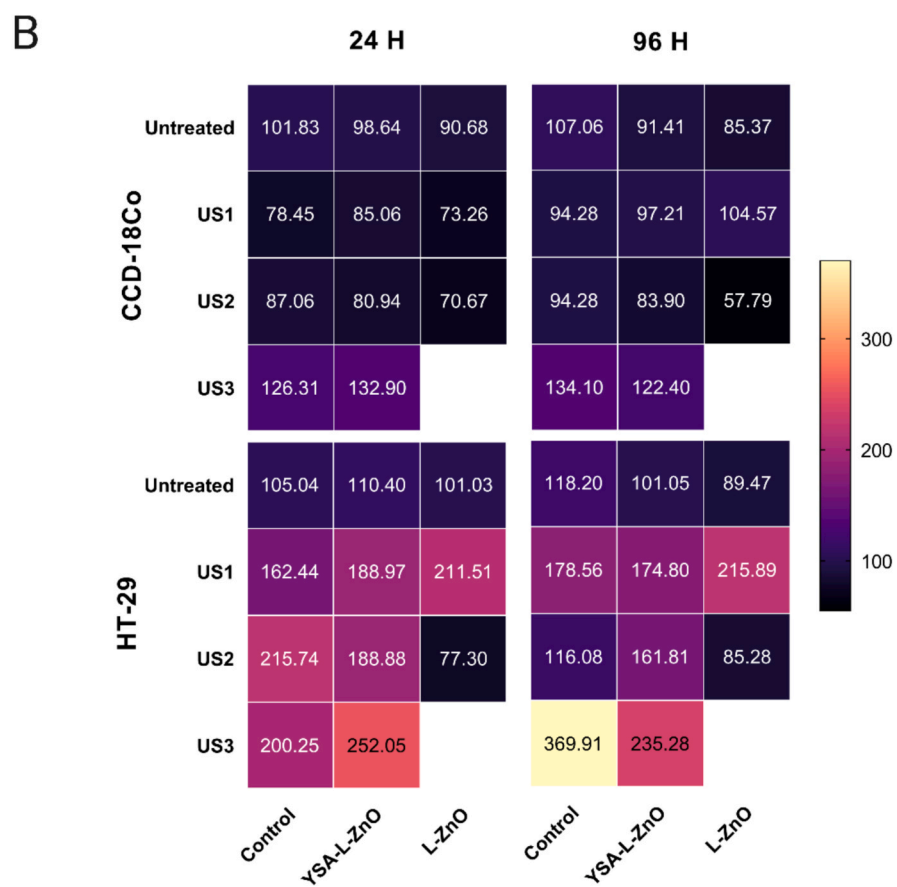 B
24 H 96 H
Untreated 101.83 98.64 90.68 107.06 91.41 85.37
US1 78.45 85.06 73.26 94.28 97.21 104.57
CCD-18Co
US2 87.06 80.94 70.67 94.28 83.90 57.79
US3 126.31 132.90 134.10 122.40
300
Untreated 105.04 110.40 101.03 118.20 101.05 89.47
200
US1 162.44 188.97 211.51 178.56 174.80 215.89
100
HT-29
US2 215.74 188.88 77.30 116.08 161.81 85.28
US3 200.25 252.05 369.91 235.28
Control YSA-L-ZnO L-ZnO Control YSA-L-ZnO L-ZnO